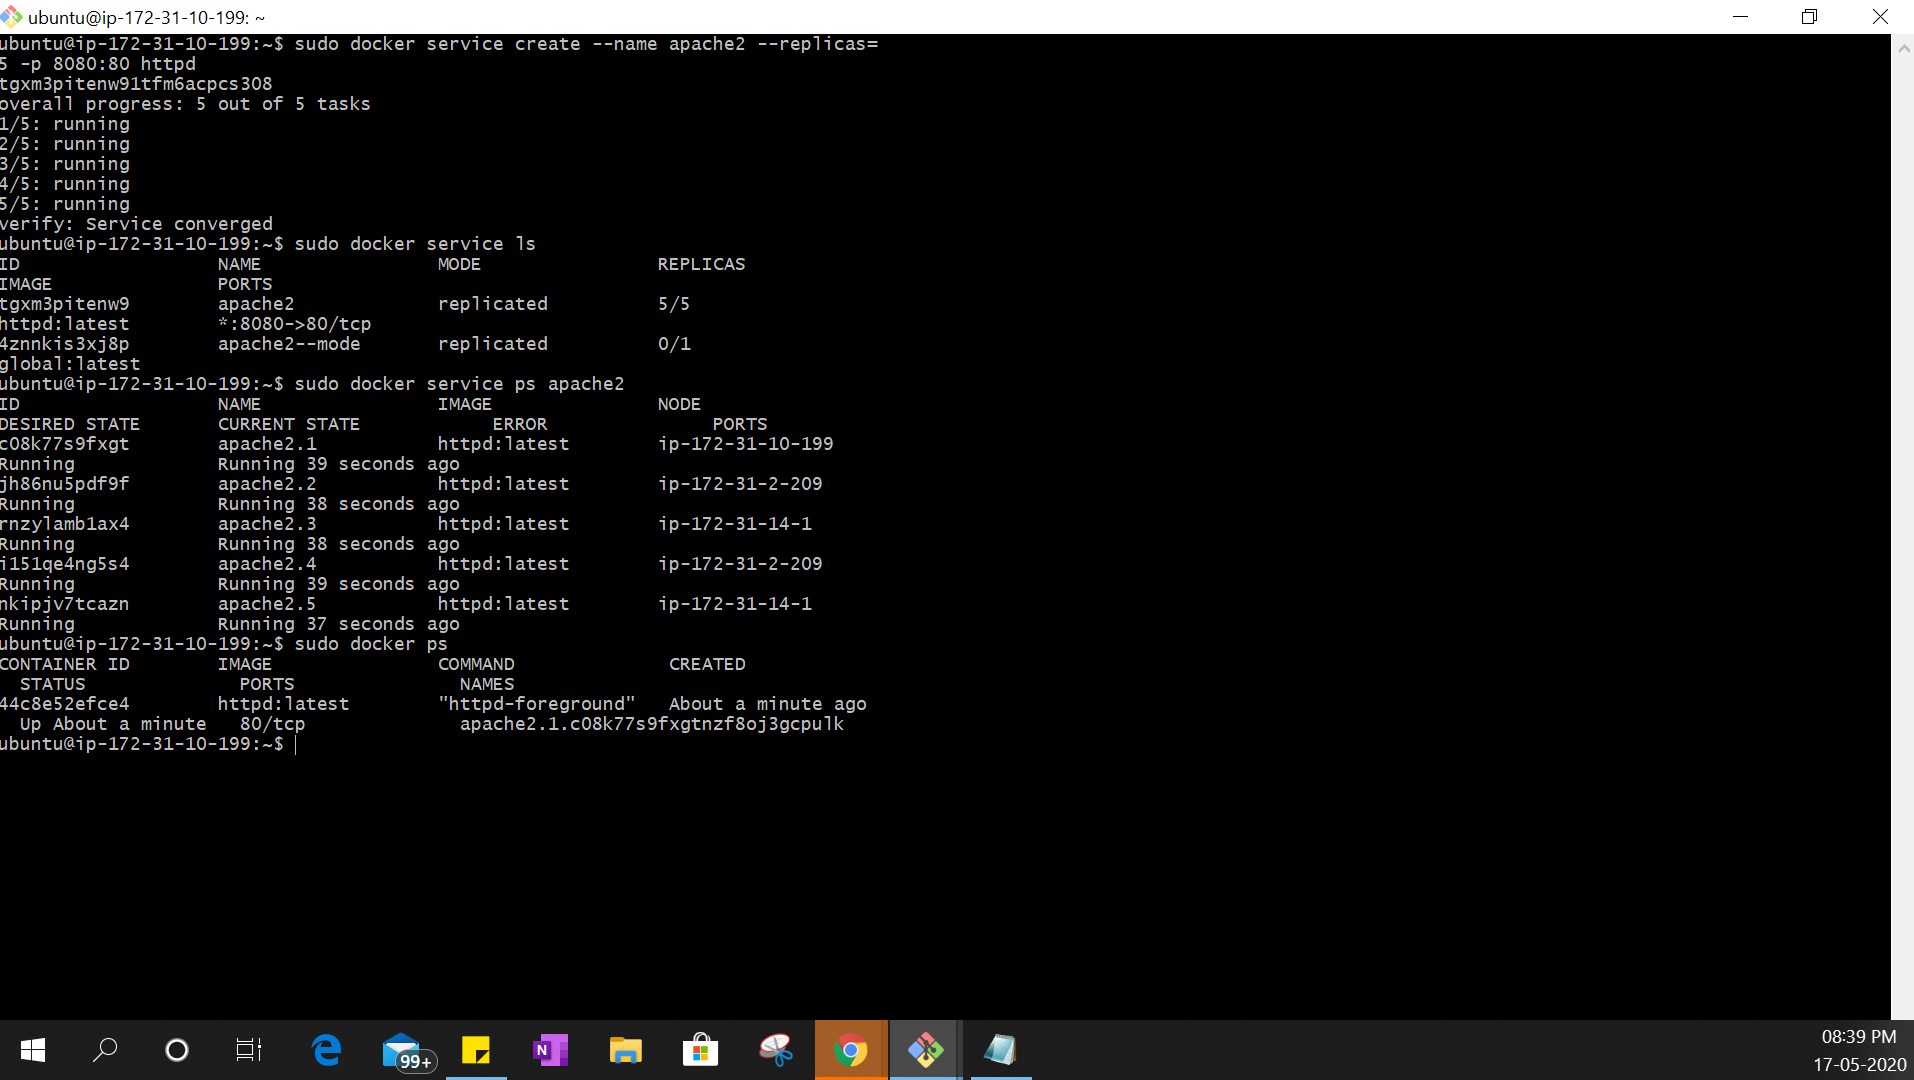 ubuntu@ip-172-31-10-199: ~
ubuntu@ip-172-31-10-199:~$ sudo docker service create --name apache2 --replicas=
5 -p 8080:80 httpd
tgxm3pitenw91tfm6acpcs308
overall progress: 5 out of 5 tasks
1/5: running
2/5: running
3/5: running
4/5: running
5/5: running
verify: Service converged
ubuntu@ip-172-31-10-199:~$ sudo docker service ls
ID NAME MODE REPLICAS
IMAGE PORTS
tgxm3pitenw9 apache2 replicated 5/5
httpd:latest *:8080->80/tcp
4znnkis3xj8p apache2--mode replicated 0/1
global:latest
ubuntu@ip-172-31-10-199:~$ sudo docker service ps apache2
ID NAME IMAGE NODE
DESIRED STATE CURRENT STATE ERROR PORTS
c08k77s9fxgt apache2.1 httpd:latest ip-172-31-10-199
Running Running 39 seconds ago
jh86nu5pdf9f apache2.2 httpd:latest ip-172-31-2-209
Running Running 38 seconds ago
rnzylamb1ax4 apache2.3 httpd:latest ip-172-31-14-1
Running Running 38 seconds ago
i151qe4ng5s4 apache2.4 httpd:latest ip-172-31-2-209
Running Running 39 seconds ago
nkipjv7tcazn apache2.5 httpd:latest ip-172-31-14-1
Running Running 37 seconds ago
ubuntu@ip-172-31-10-199:~$ sudo docker ps
CONTAINER ID IMAGE COMMAND CREATED
STATUS PORTS NAMES
44c8e52efce4 httpd:latest "httpd-foreground" About a minute ago
Up About a minute 80/tcp apache2.1.c08k77s9fxgtnzf8oj3gcpulk
ubuntu@ip-172-31-10-199:~$
99+
N
08:39 PM
17-05-2020